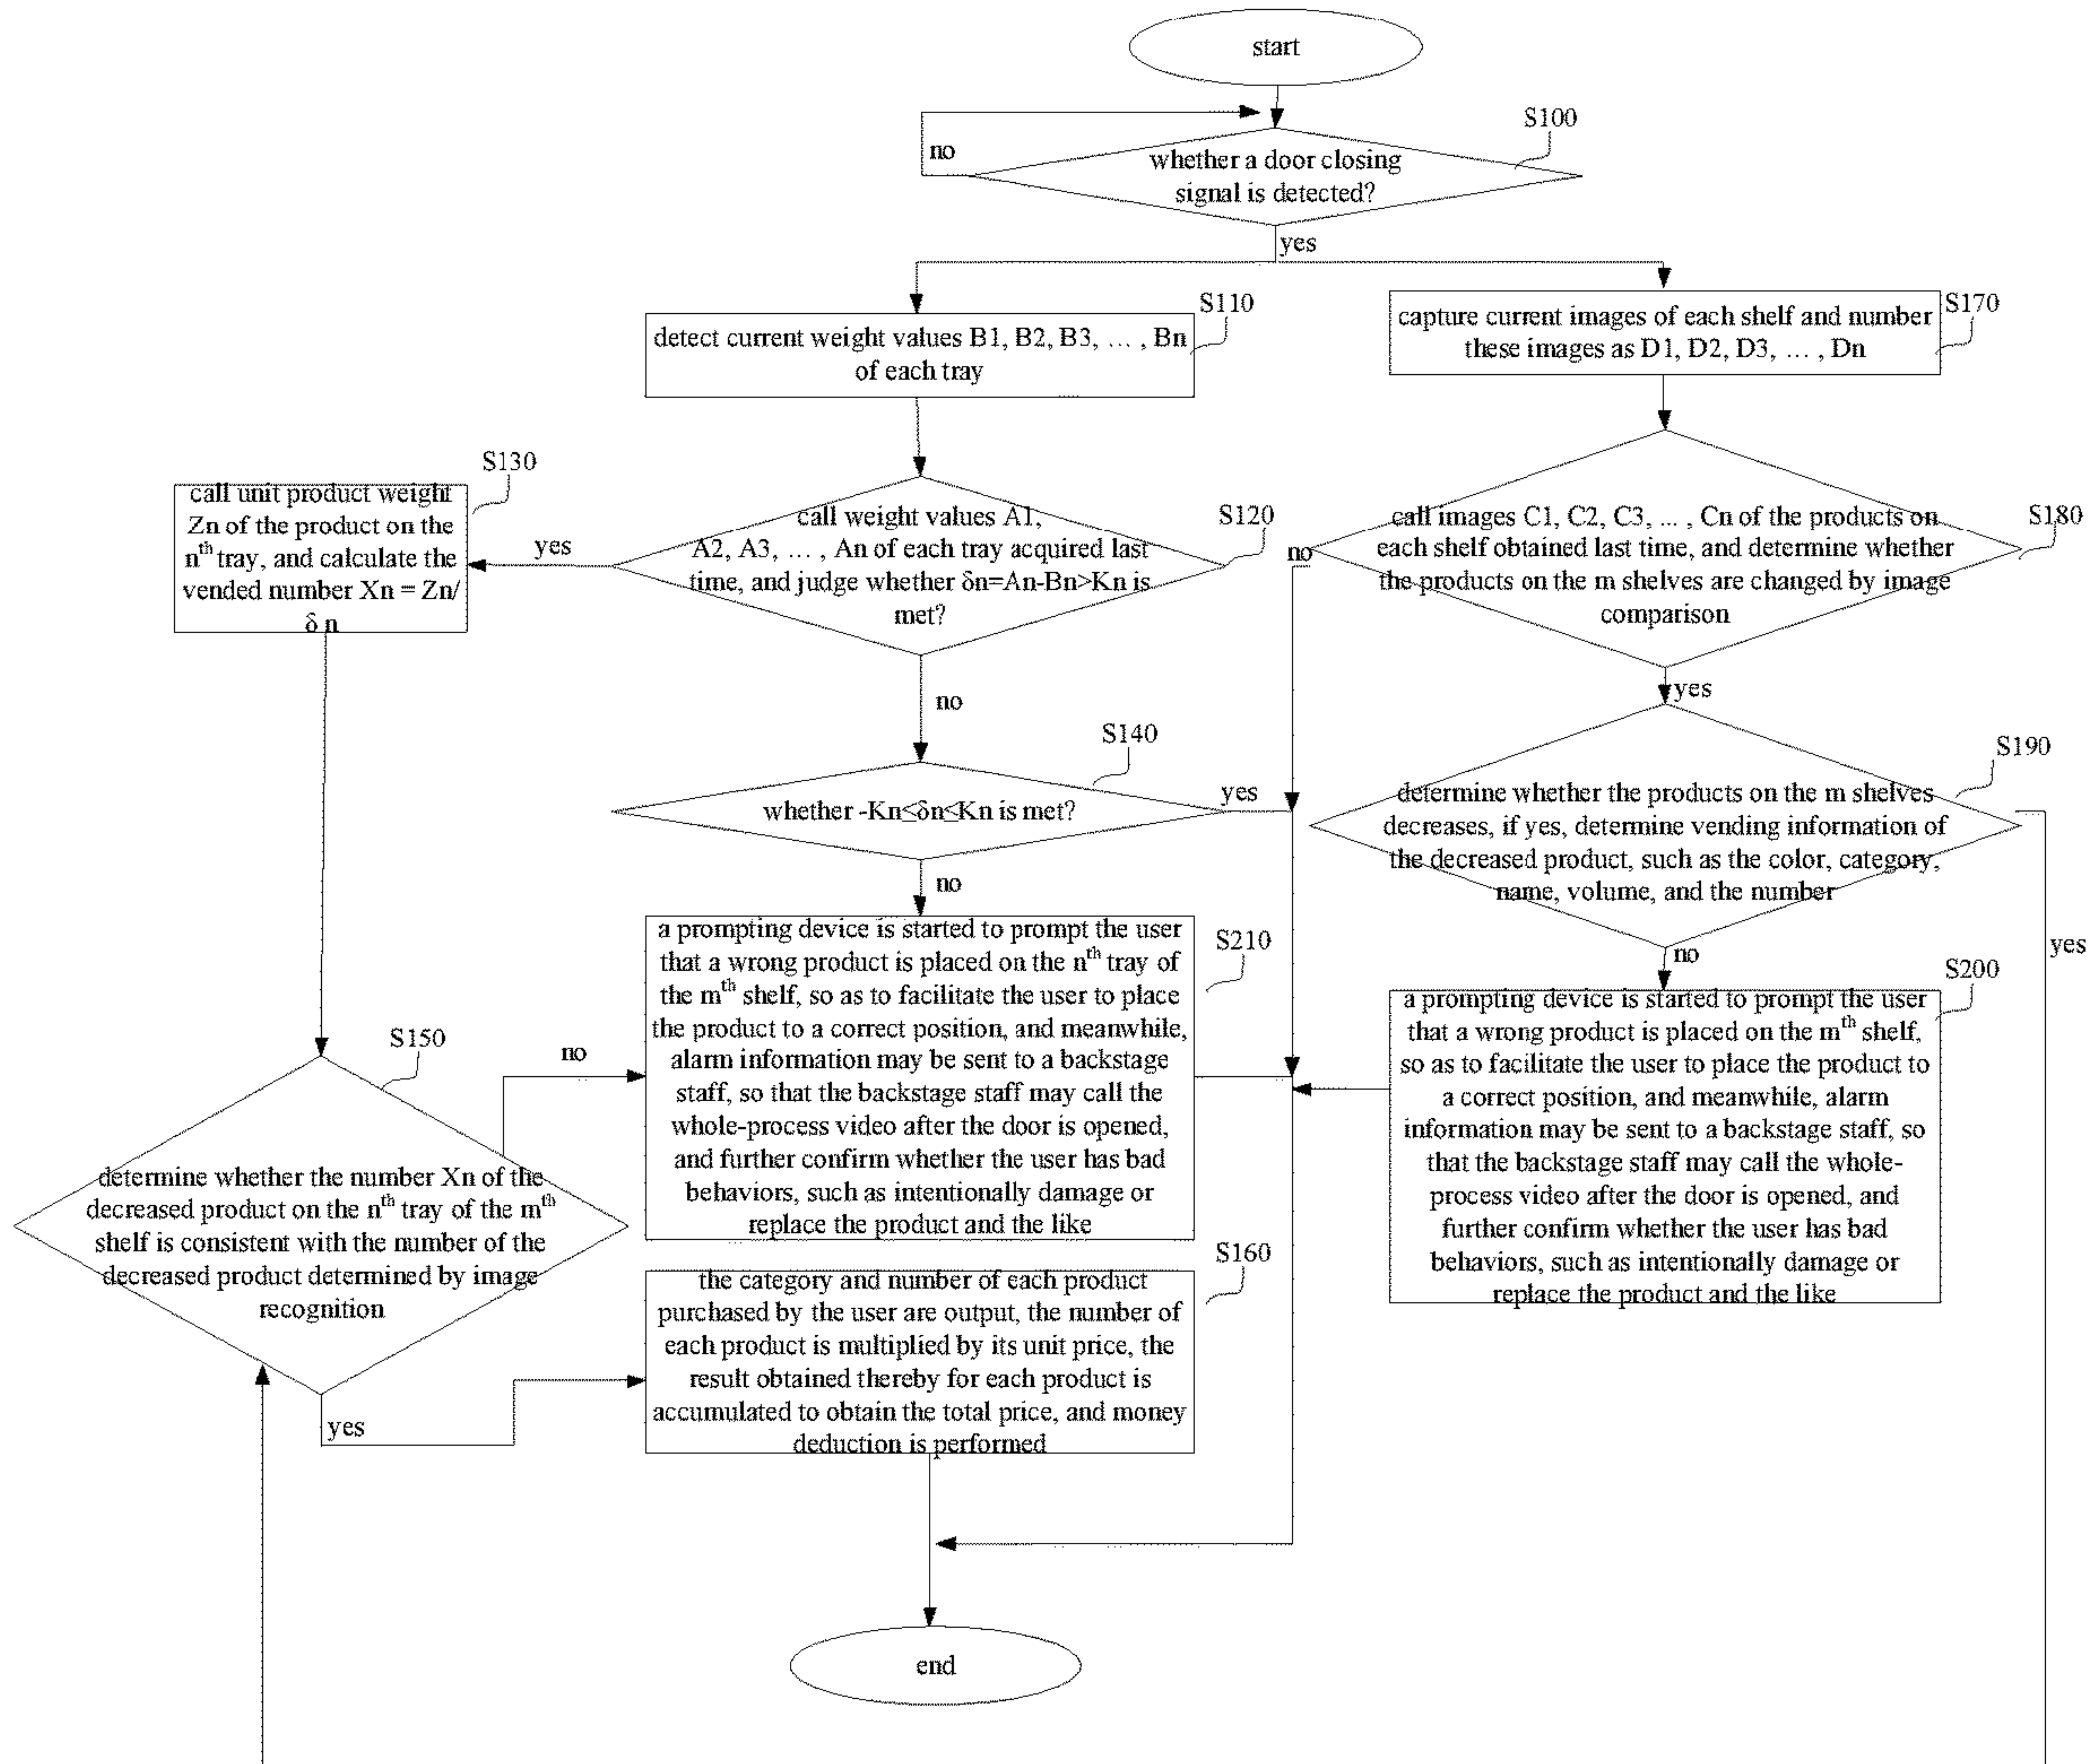 start
S100
no
whether a door closing
signal is detected?
yes
S110
detect current weight values B1, B2, B3, … , Bn
of each tray
S170
capture current images of each shelf and number
these images as D1, D2, D3, … , Dn
S130
call unit product weight
Zn of the product on the
nth tray, and calculate the
vended number Xn = Zn/
δ n
yes
S120
call weight values A1,
A2, A3, … , An of each tray acquired last
time, and judge whether δn=An-Bn>Kn is
met?
no
no
S180
call images C1, C2, C3, ... , Cn of the products on
each shelf obtained last time, and determine whether
the products on the m shelves are changed by image
comparison
yes
S140
whether -Kn≤δn≤Kn is met?
yes
no
S190
determine whether the products on the m shelves
decreases, if yes, determine vending information of
the decreased product, such as the color, category,
name, volume, and the number
yes
no
S210
a prompting device is started to prompt the user
that a wrong product is placed on the nth tray of
the mth shelf, so as to facilitate the user to place
the product to a correct position, and meanwhile,
alarm information may be sent to a backstage
staff, so that the backstage staff may call the
whole-process video after the door is opened,
and further confirm whether the user has bad
behaviors, such as intentionally damage or
replace the product and the like
S200
a prompting device is started to prompt the user
that a wrong product is placed on the mth shelf,
so as to facilitate the user to place the product to
a correct position, and meanwhile, alarm
information may be sent to a backstage staff, so
that the backstage staff may call the whole-
process video after the door is opened, and
further confirm whether the user has bad
behaviors, such as intentionally damage or
replace the product and the like
S150
no
determine whether the number Xn of the
decreased product on the nth tray of the mth
shelf is consistent with the number of the
decreased product determined by image
recognition
yes
S160
the category and number of each product
purchased by the user are output, the number of
each product is multiplied by its unit price, the
result obtained thereby for each product is
accumulated to obtain the total price, and money
deduction is performed
end